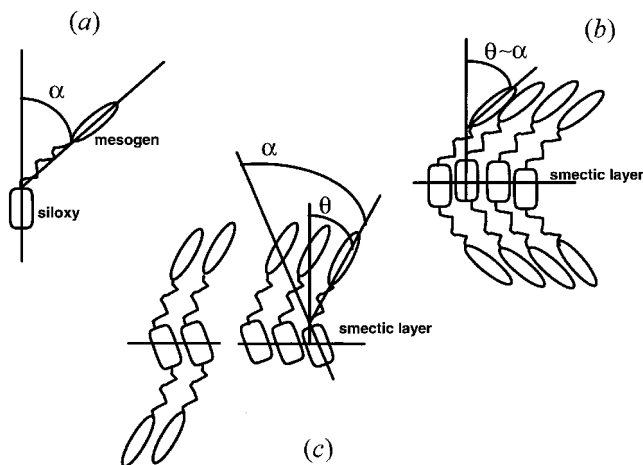 (a)
α
mesogen
siloxy
(b)
θ~α
smectic layer
α
θ
smectic layer
(c)